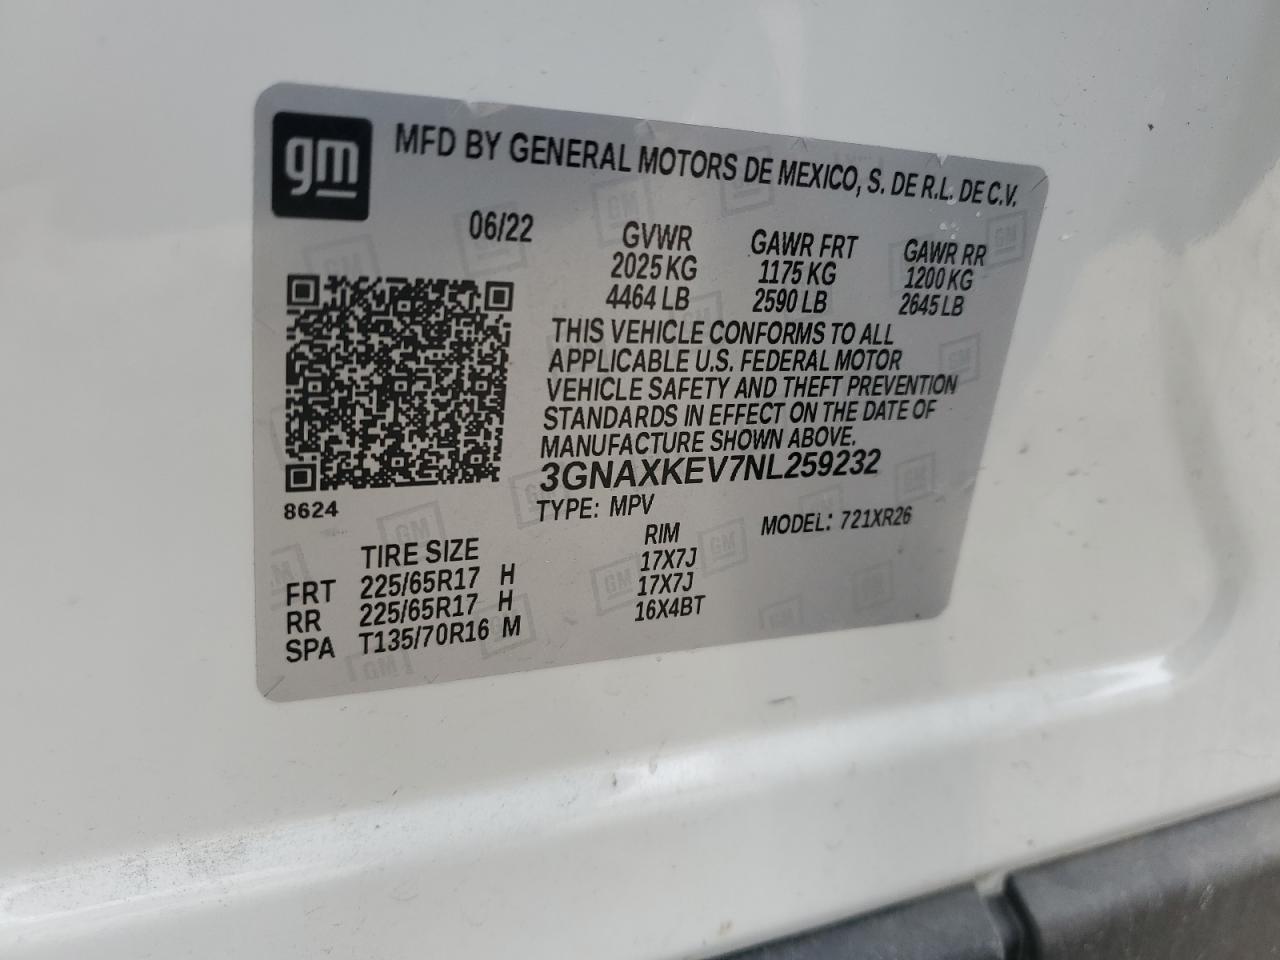 gm
MFD BY GENERAL MOTORS DE MEXICO, S. DE R.L. DE C.V.
06/22
GVWR GAWR FRT GAWR RR
2025 KG 1175 KG 1200 KG
4464 LB 2590 LB 2645 LB
THIS VEHICLE CONFORMS TO ALL
APPLICABLE U.S. FEDERAL MOTOR
VEHICLE SAFETY AND THEFT PREVENTION
STANDARDS IN EFFECT ON THE DATE OF
MANUFACTURE SHOWN ABOVE.
3GNAXKEV7NL259232
8624
TYPE: MPV MODEL: 721XR26
TIRE SIZE RIM
FRT 225/65R17 H 17X7J
RR 225/65R17 H 17X7J
SPA T135/70R16 M 16X4BT